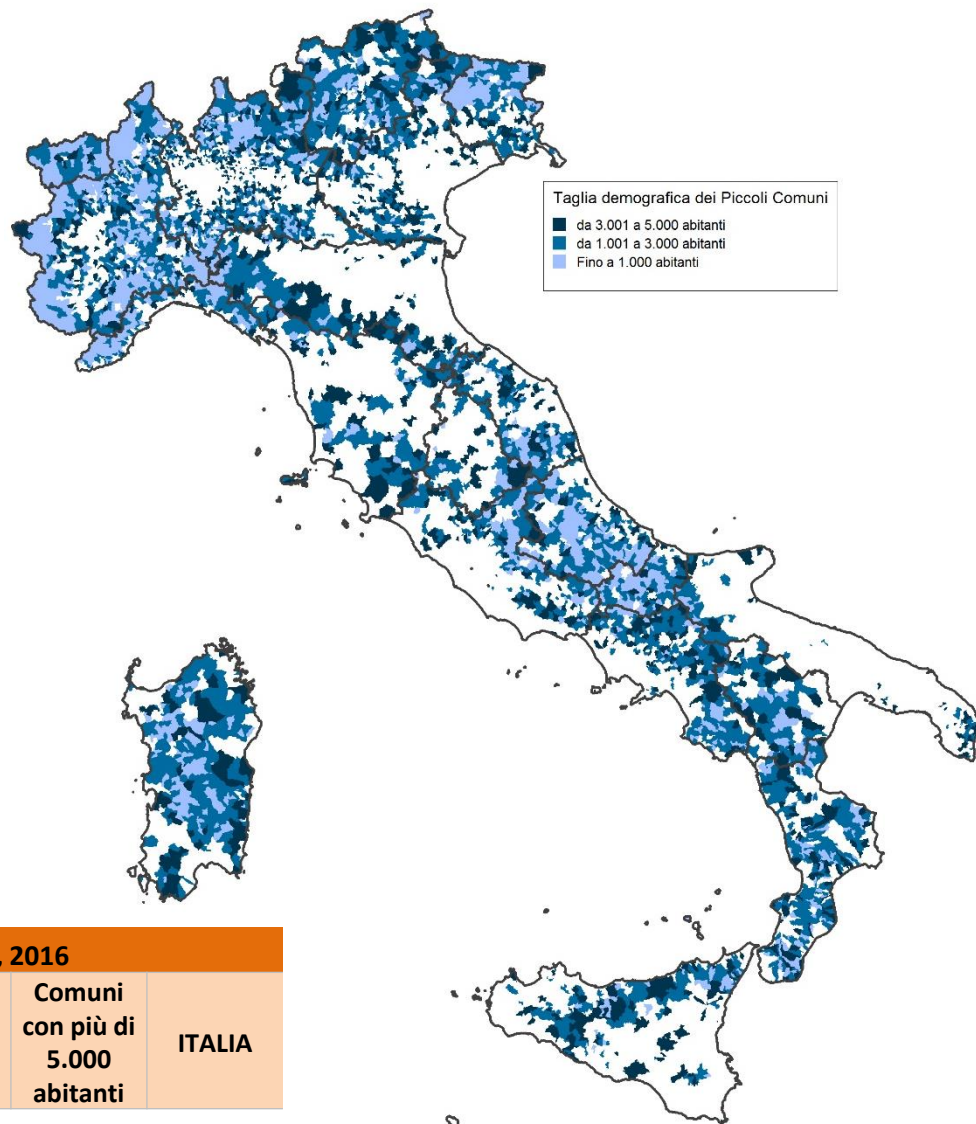 Taglia demografica dei Piccoli Comuni
da 3.001 a 5.000 abitanti
da 1.001 a 3.000 abitanti
Fino a 1.000 abitanti
, 2016
Comuni
con più di
5.000
abitanti
ITALIA